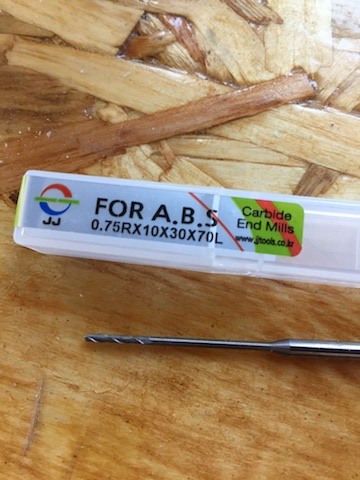 JJ
FOR A.B.S
0.75RX10X30X70L
Carbide
End Mills
www.jjtools.co.kr